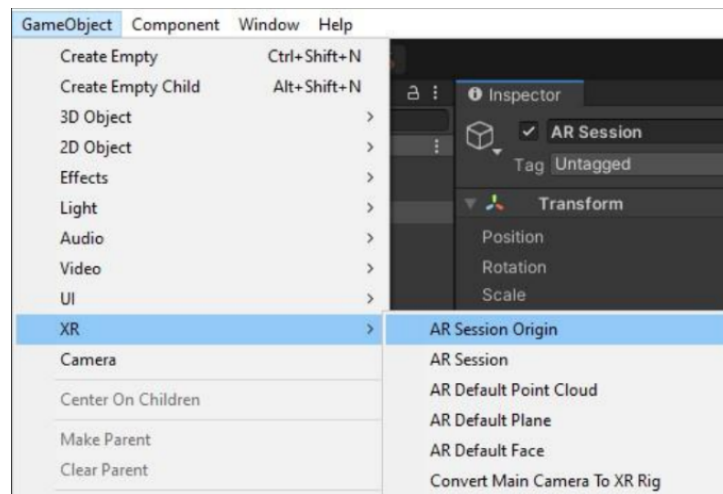 GameObject Component Window Help
Create Empty Ctrl+Shift+N
Create Empty Child Alt+Shift+N
3D Object
2D Object
Effects
Light
Audio
Video
UI
XR
Camera
Center On Children
Make Parent
Clear Parent
Inspector
AR Session
Tag Untagged
Transform
Position
Rotation
Scale
AR Session Origin
AR Session
AR Default Point Cloud
AR Default Plane
AR Default Face
Convert Main Camera To XR Rig